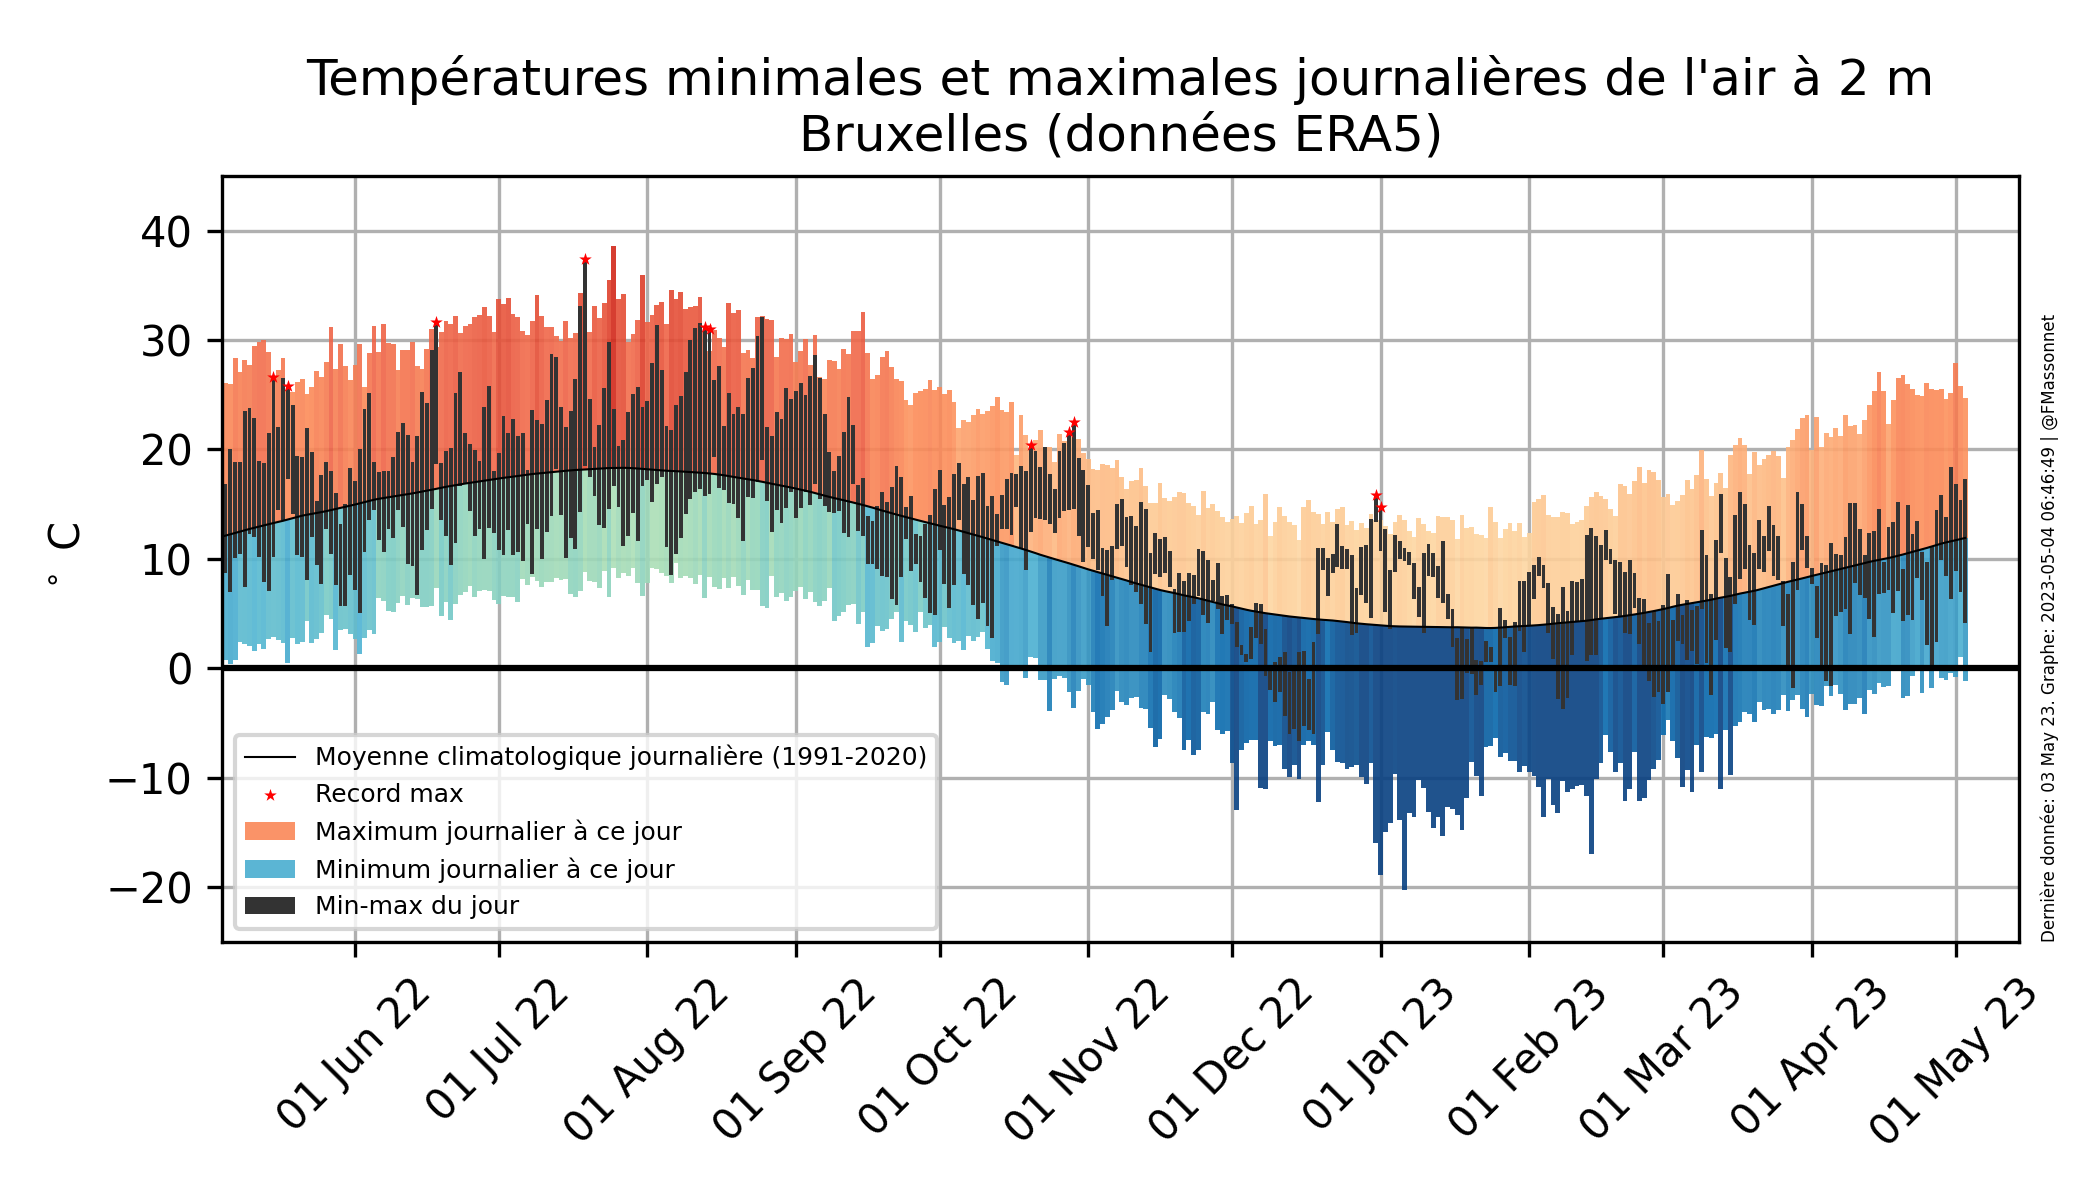 Températures minimales et maximales journalières de l'air à 2 m
Bruxelles (données ERA5)
40
30
20
10
0
−10
−20
° C
Moyenne climatologique journalière (1991-2020)
Record max
Maximum journalier à ce jour
Minimum journalier à ce jour
Min-max du jour
01 Jun 22
01 Jul 22
01 Aug 22
01 Sep 22
01 Oct 22
01 Nov 22
01 Dec 22
01 Jan 23
01 Feb 23
01 Mar 23
01 Apr 23
01 May 23
Dernière donnée: 03 May 23. Graphe: 2023-05-04 06:46:49 | @FMassonnet